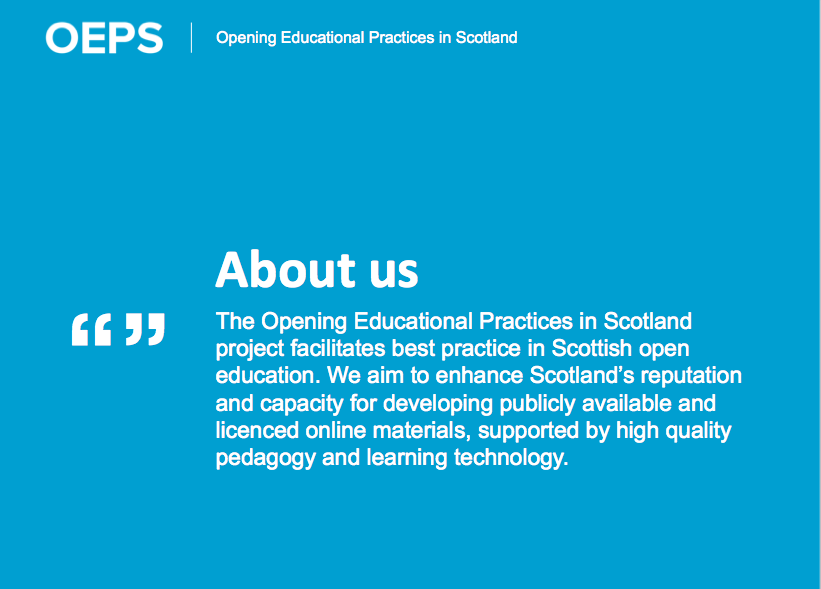 OEPS
Opening Educational Practices in Scotland
About us
“ ”
The Opening Educational Practices in Scotland
project facilitates best practice in Scottish open
education. We aim to enhance Scotland’s reputation
and capacity for developing publicly available and
licenced online materials, supported by high quality
pedagogy and learning technology.